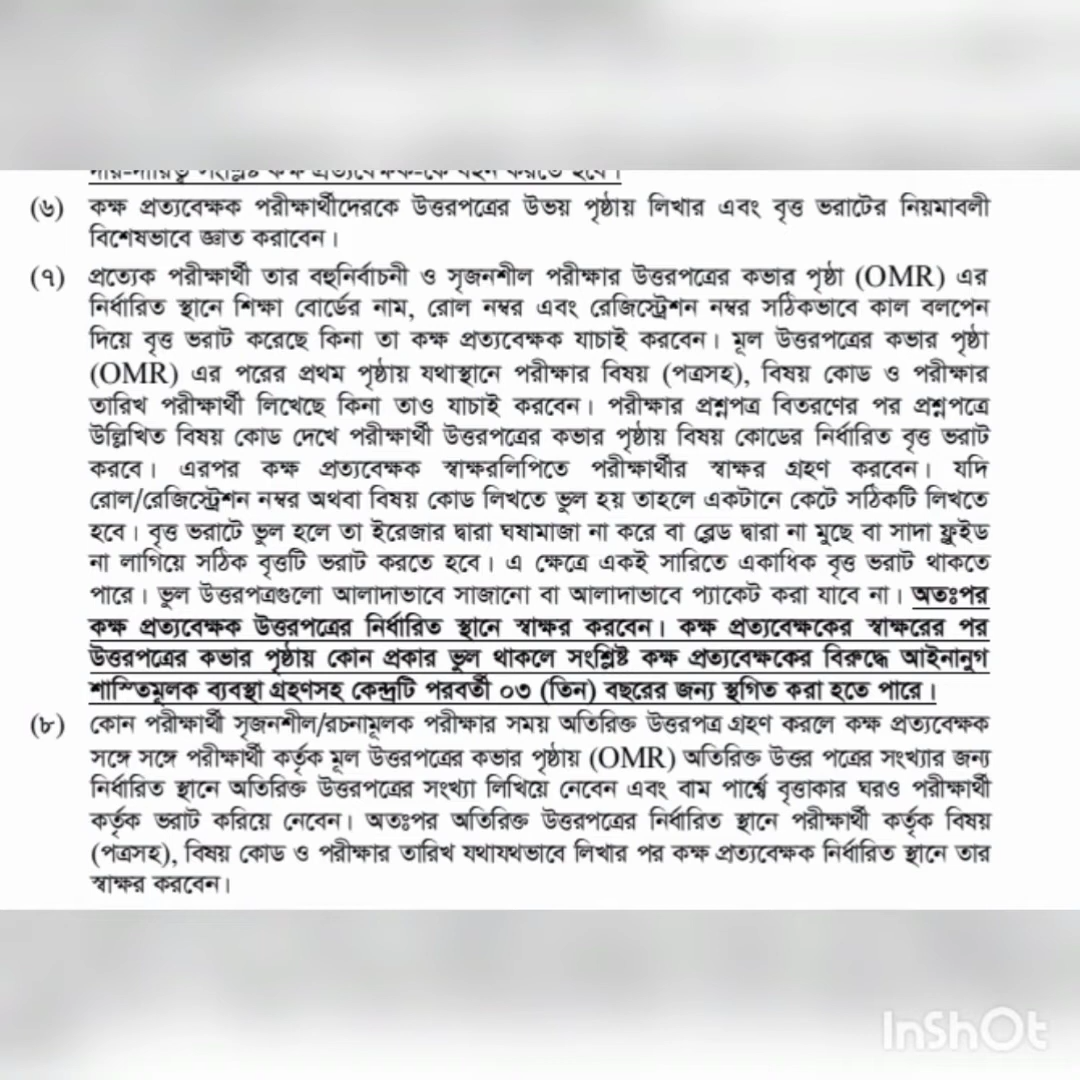 দায়-দায়িত্ব সংশ্লিষ্ট কক্ষ প্রত্যবেক্ষক-কে বহন করতে হবে।
(৬) কক্ষ প্রত্যবেক্ষক পরীক্ষার্থীদেরকে উত্তরপত্রের উভয় পৃষ্ঠায় লিখার এবং বৃত্ত ভরাটের নিয়মাবলী
বিশেষভাবে জ্ঞাত করাবেন।
(৭) প্রত্যেক পরীক্ষার্থী তার বহুনির্বাচনী ও সৃজনশীল পরীক্ষার উত্তরপত্রের কভার পৃষ্ঠা (OMR) এর
নির্ধারিত স্থানে শিক্ষা বোর্ডের নাম, রোল নম্বর এবং রেজিস্ট্রেশন নম্বর সঠিকভাবে কাল বলপেন
দিয়ে বৃত্ত ভরাট করেছে কিনা তা কক্ষ প্রত্যবেক্ষক যাচাই করবেন। মূল উত্তরপত্রের কভার পৃষ্ঠা
(OMR) এর পরের প্রথম পৃষ্ঠায় যথাস্থানে পরীক্ষার বিষয় (পত্রসহ), বিষয় কোড ও পরীক্ষার
তারিখ পরীক্ষার্থী লিখেছে কিনা তাও যাচাই করবেন। পরীক্ষার প্রশ্নপত্র বিতরণের পর প্রশ্নপত্রে
উল্লিখিত বিষয় কোড দেখে পরীক্ষার্থী উত্তরপত্রের কভার পৃষ্ঠায় বিষয় কোডের নির্ধারিত বৃত্ত ভরাট
করবে। এরপর কক্ষ প্রত্যবেক্ষক স্বাক্ষরলিপিতে পরীক্ষার্থীর স্বাক্ষর গ্রহণ করবেন। যদি
রোল/রেজিস্ট্রেশন নম্বর অথবা বিষয় কোড লিখতে ভুল হয় তাহলে একটানে কেটে সঠিকটি লিখতে
হবে। বৃত্ত ভরাটে ভুল হলে তা ইরেজার দ্বারা ঘষামাজা না করে বা ব্লেড দ্বারা না মুছে বা সাদা ফ্লুইড
না লাগিয়ে সঠিক বৃত্তটি ভরাট করতে হবে। এ ক্ষেত্রে একই সারিতে একাধিক বৃত্ত ভরাট থাকতে
পারে। ভুল উত্তরপত্রগুলো আলাদাভাবে সাজানো বা আলাদাভাবে প্যাকেট করা যাবে না। অতঃপর
কক্ষ প্রত্যবেক্ষক উত্তরপত্রের নির্ধারিত স্থানে স্বাক্ষর করবেন। কক্ষ প্রত্যবেক্ষকের স্বাক্ষরের পর
উত্তরপত্রের কভার পৃষ্ঠায় কোন প্রকার ভুল থাকলে সংশ্লিষ্ট কক্ষ প্রত্যবেক্ষকের বিরুদ্ধে আইনানুগ
শাস্তিমূলক ব্যবস্থা গ্রহণসহ কেন্দ্রটি পরবর্তী ০৩ (তিন) বছরের জন্য স্থগিত করা হতে পারে।
(৮) কোন পরীক্ষার্থী সৃজনশীল/রচনামূলক পরীক্ষার সময় অতিরিক্ত উত্তরপত্র গ্রহণ করলে কক্ষ প্রত্যবেক্ষক
সঙ্গে সঙ্গে পরীক্ষার্থী কর্তৃক মূল উত্তরপত্রের কভার পৃষ্ঠায় (OMR) অতিরিক্ত উত্তর পত্রের সংখ্যার জন্য
নির্ধারিত স্থানে অতিরিক্ত উত্তরপত্রের সংখ্যা লিখিয়ে নেবেন এবং বাম পার্শ্বে বৃত্তাকার ঘরও পরীক্ষার্থী
কর্তৃক ভরাট করিয়ে নেবেন। অতঃপর অতিরিক্ত উত্তরপত্রের নির্ধারিত স্থানে পরীক্ষার্থী কর্তৃক বিষয়
(পত্রসহ), বিষয় কোড ও পরীক্ষার তারিখ যথাযথভাবে লিখার পর কক্ষ প্রত্যবেক্ষক নির্ধারিত স্থানে তার
স্বাক্ষর করবেন।
InShOt